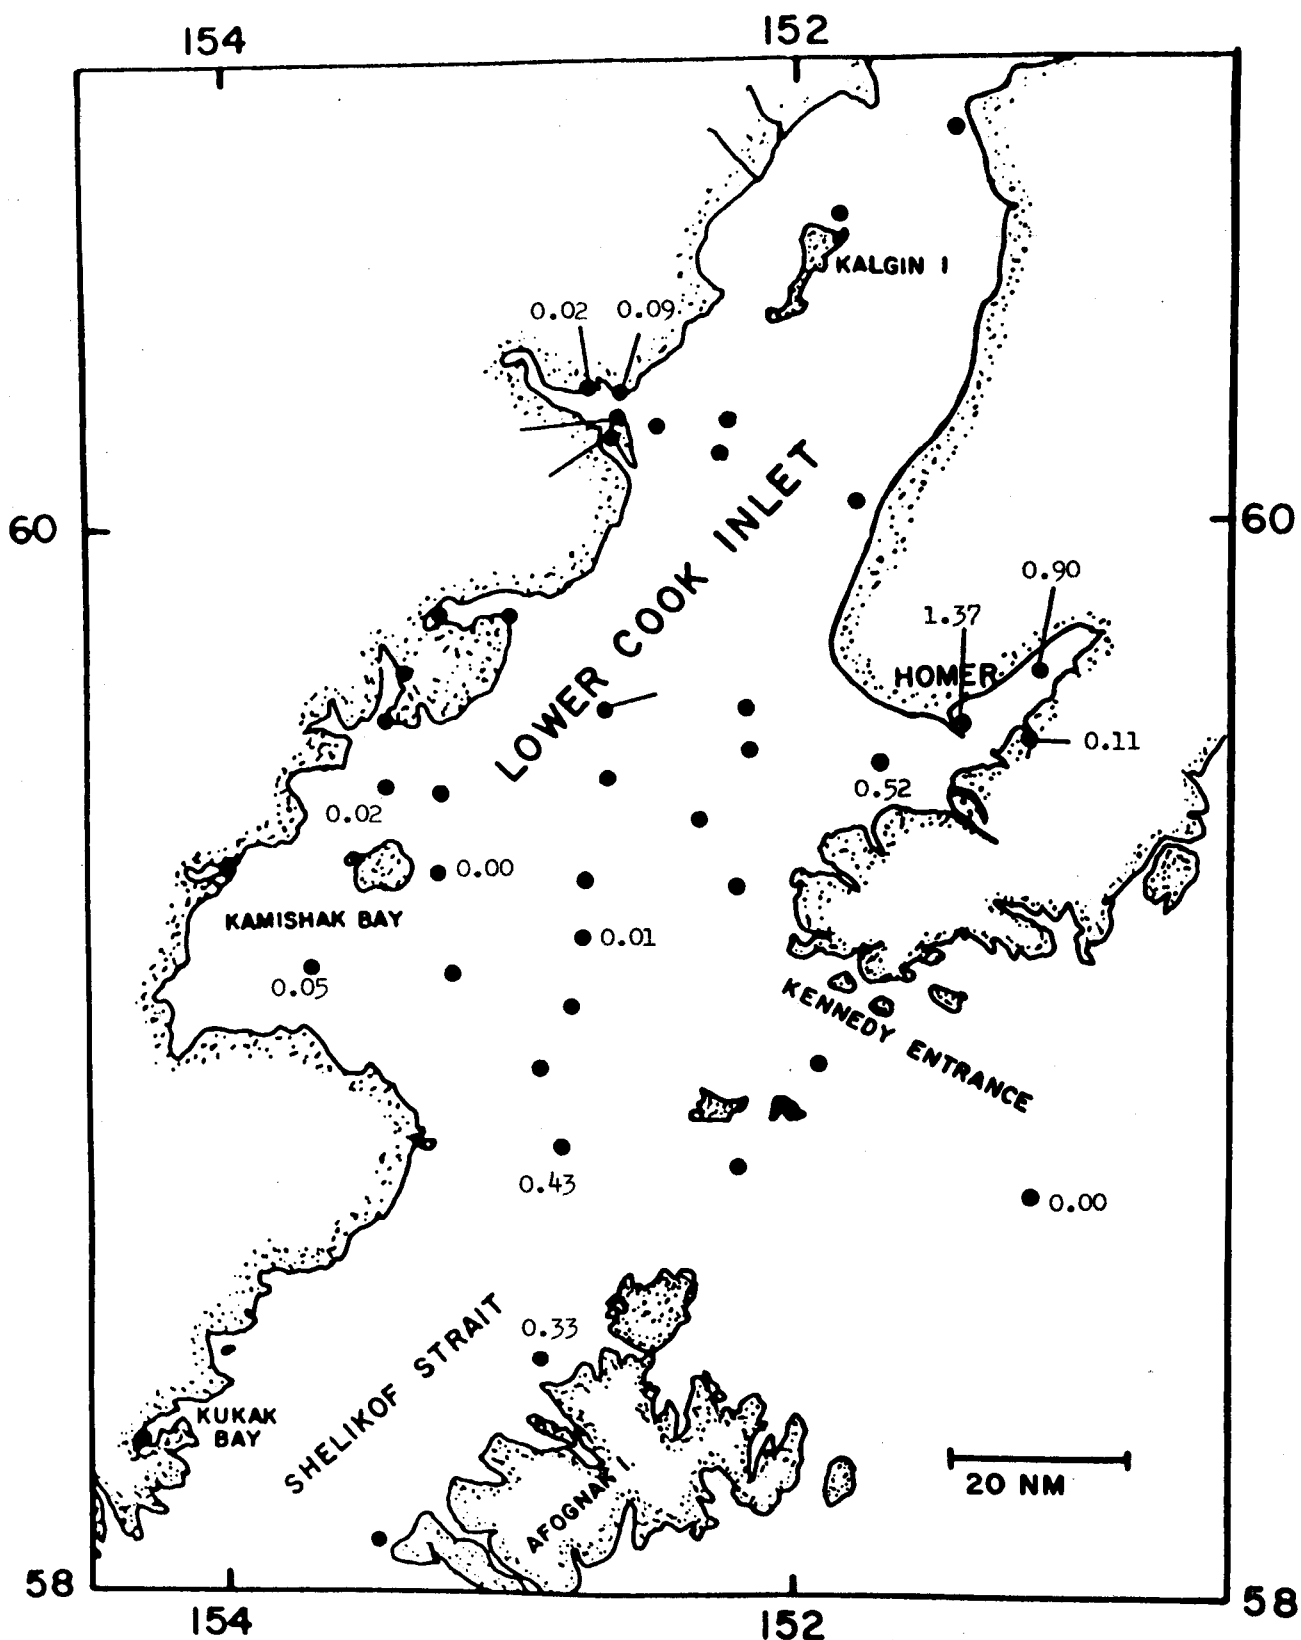 154
152
KALGIN I
0.02
0.09
LOWER COOK INLET
60
60
0.90
1.37
HOMER
0.11
0.52
0.02
0.00
KAMISHAK BAY
0.01
0.05
KENNEDY ENTRANCE
0.43
0.00
SHELIKOF STRAIT
0.33
KUKAK
BAY
AFOGNAK I.
20 NM
58
58
154
152